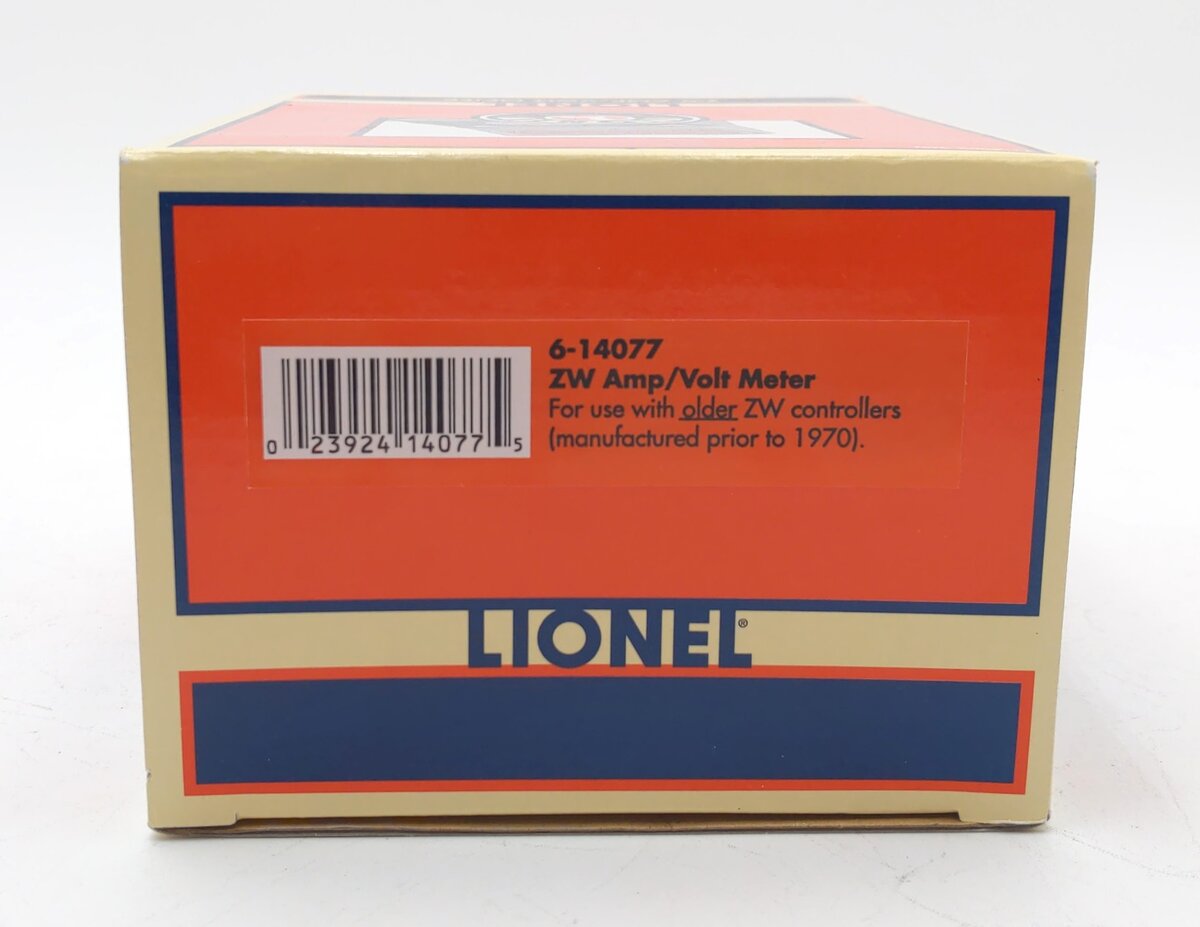 6-14077
ZW Amp/Volt Meter
For use with older ZW controllers
(manufactured prior to 1970).
0 23924 14077 5
LIONEL®